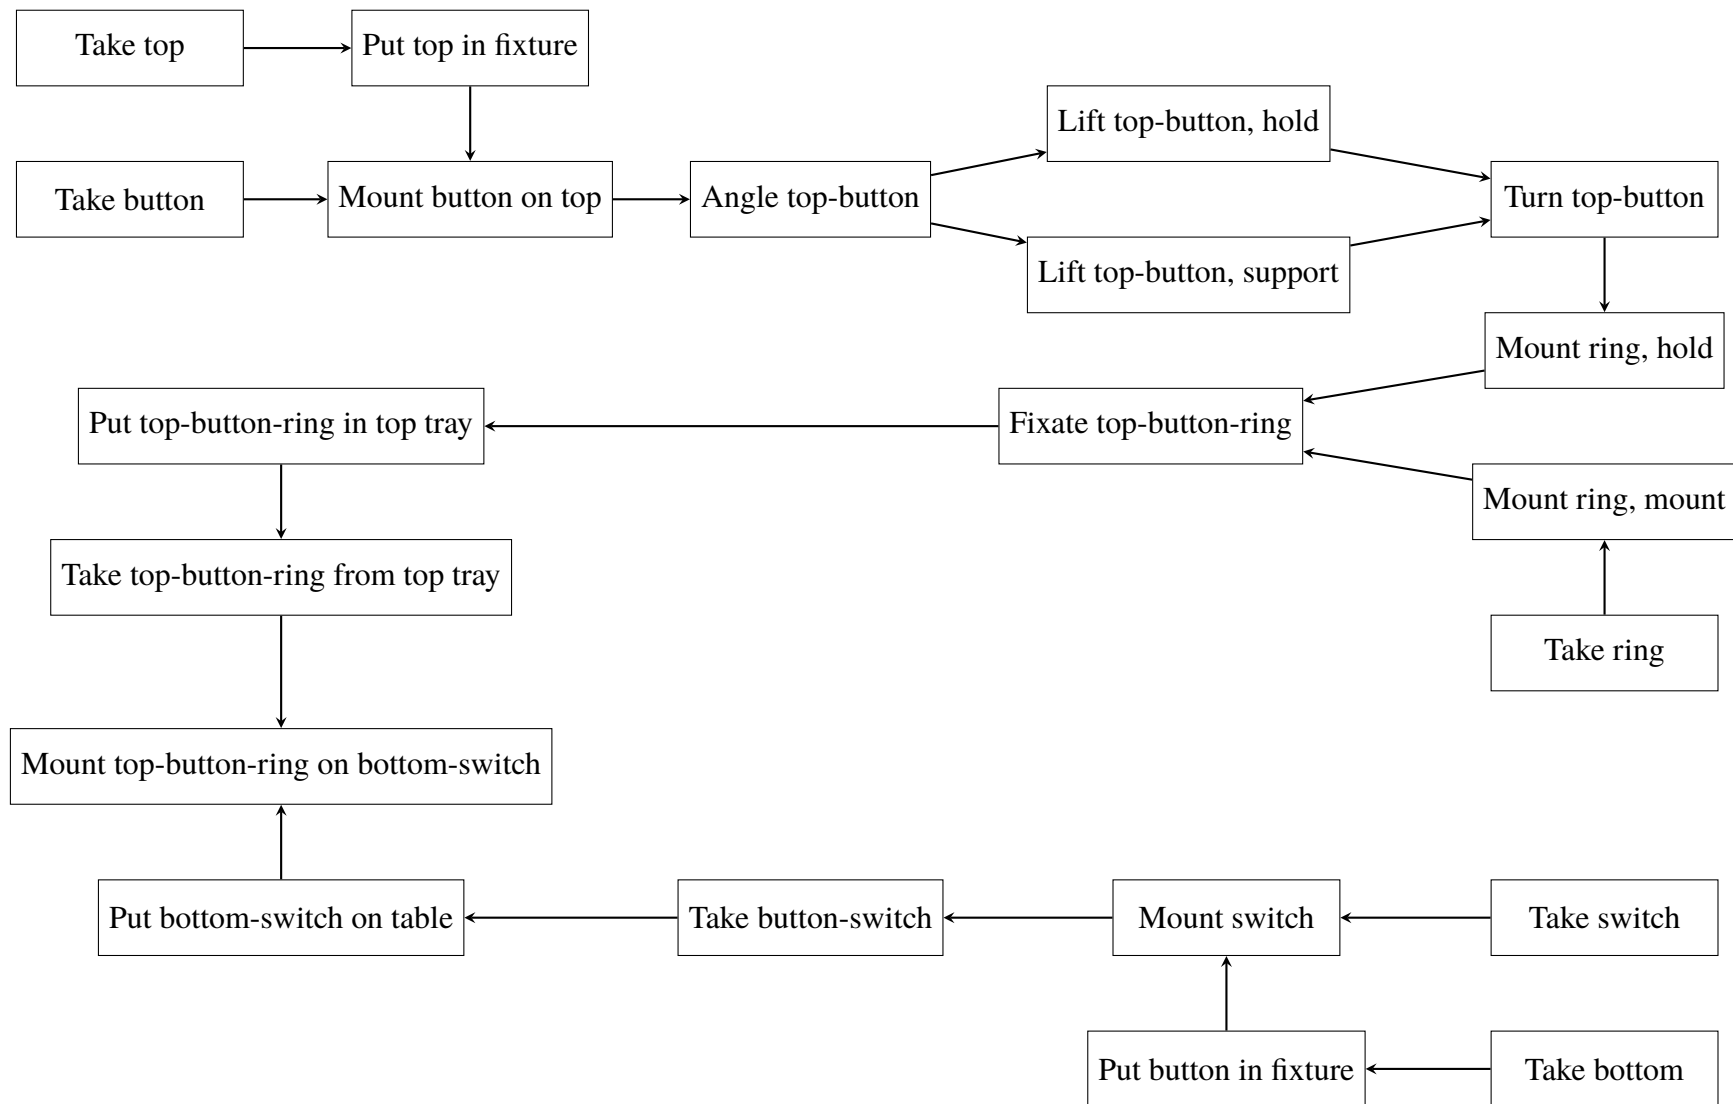 Take top
Put top in fixture
Lift top-button, hold
Take button
Mount button on top
Angle top-button
Turn top-button
Lift top-button, support
Mount ring, hold
Put top-button-ring in top tray
Fixate top-button-ring
Mount ring, mount
Take top-button-ring from top tray
Take ring
Mount top-button-ring on bottom-switch
Put bottom-switch on table
Take button-switch
Mount switch
Take switch
Put button in fixture
Take bottom